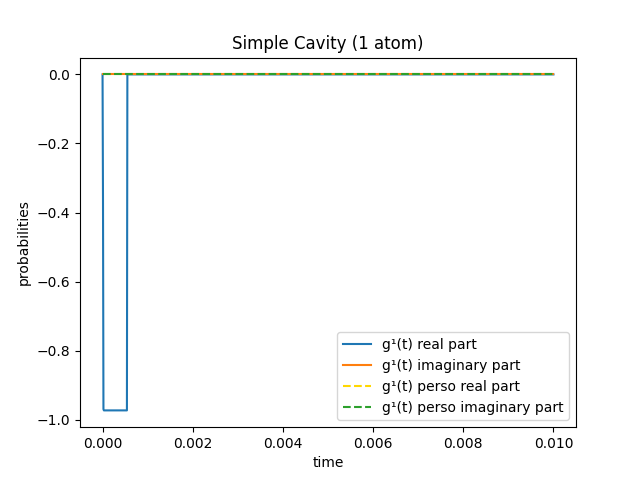 Simple Cavity (1 atom)
0.0
−0.2
−0.4
−0.6
−0.8
−1.0
probabilities
g¹(t) real part
g¹(t) imaginary part
g¹(t) perso real part
g¹(t) perso imaginary part
0.000 0.002 0.004 0.006 0.008 0.010
time